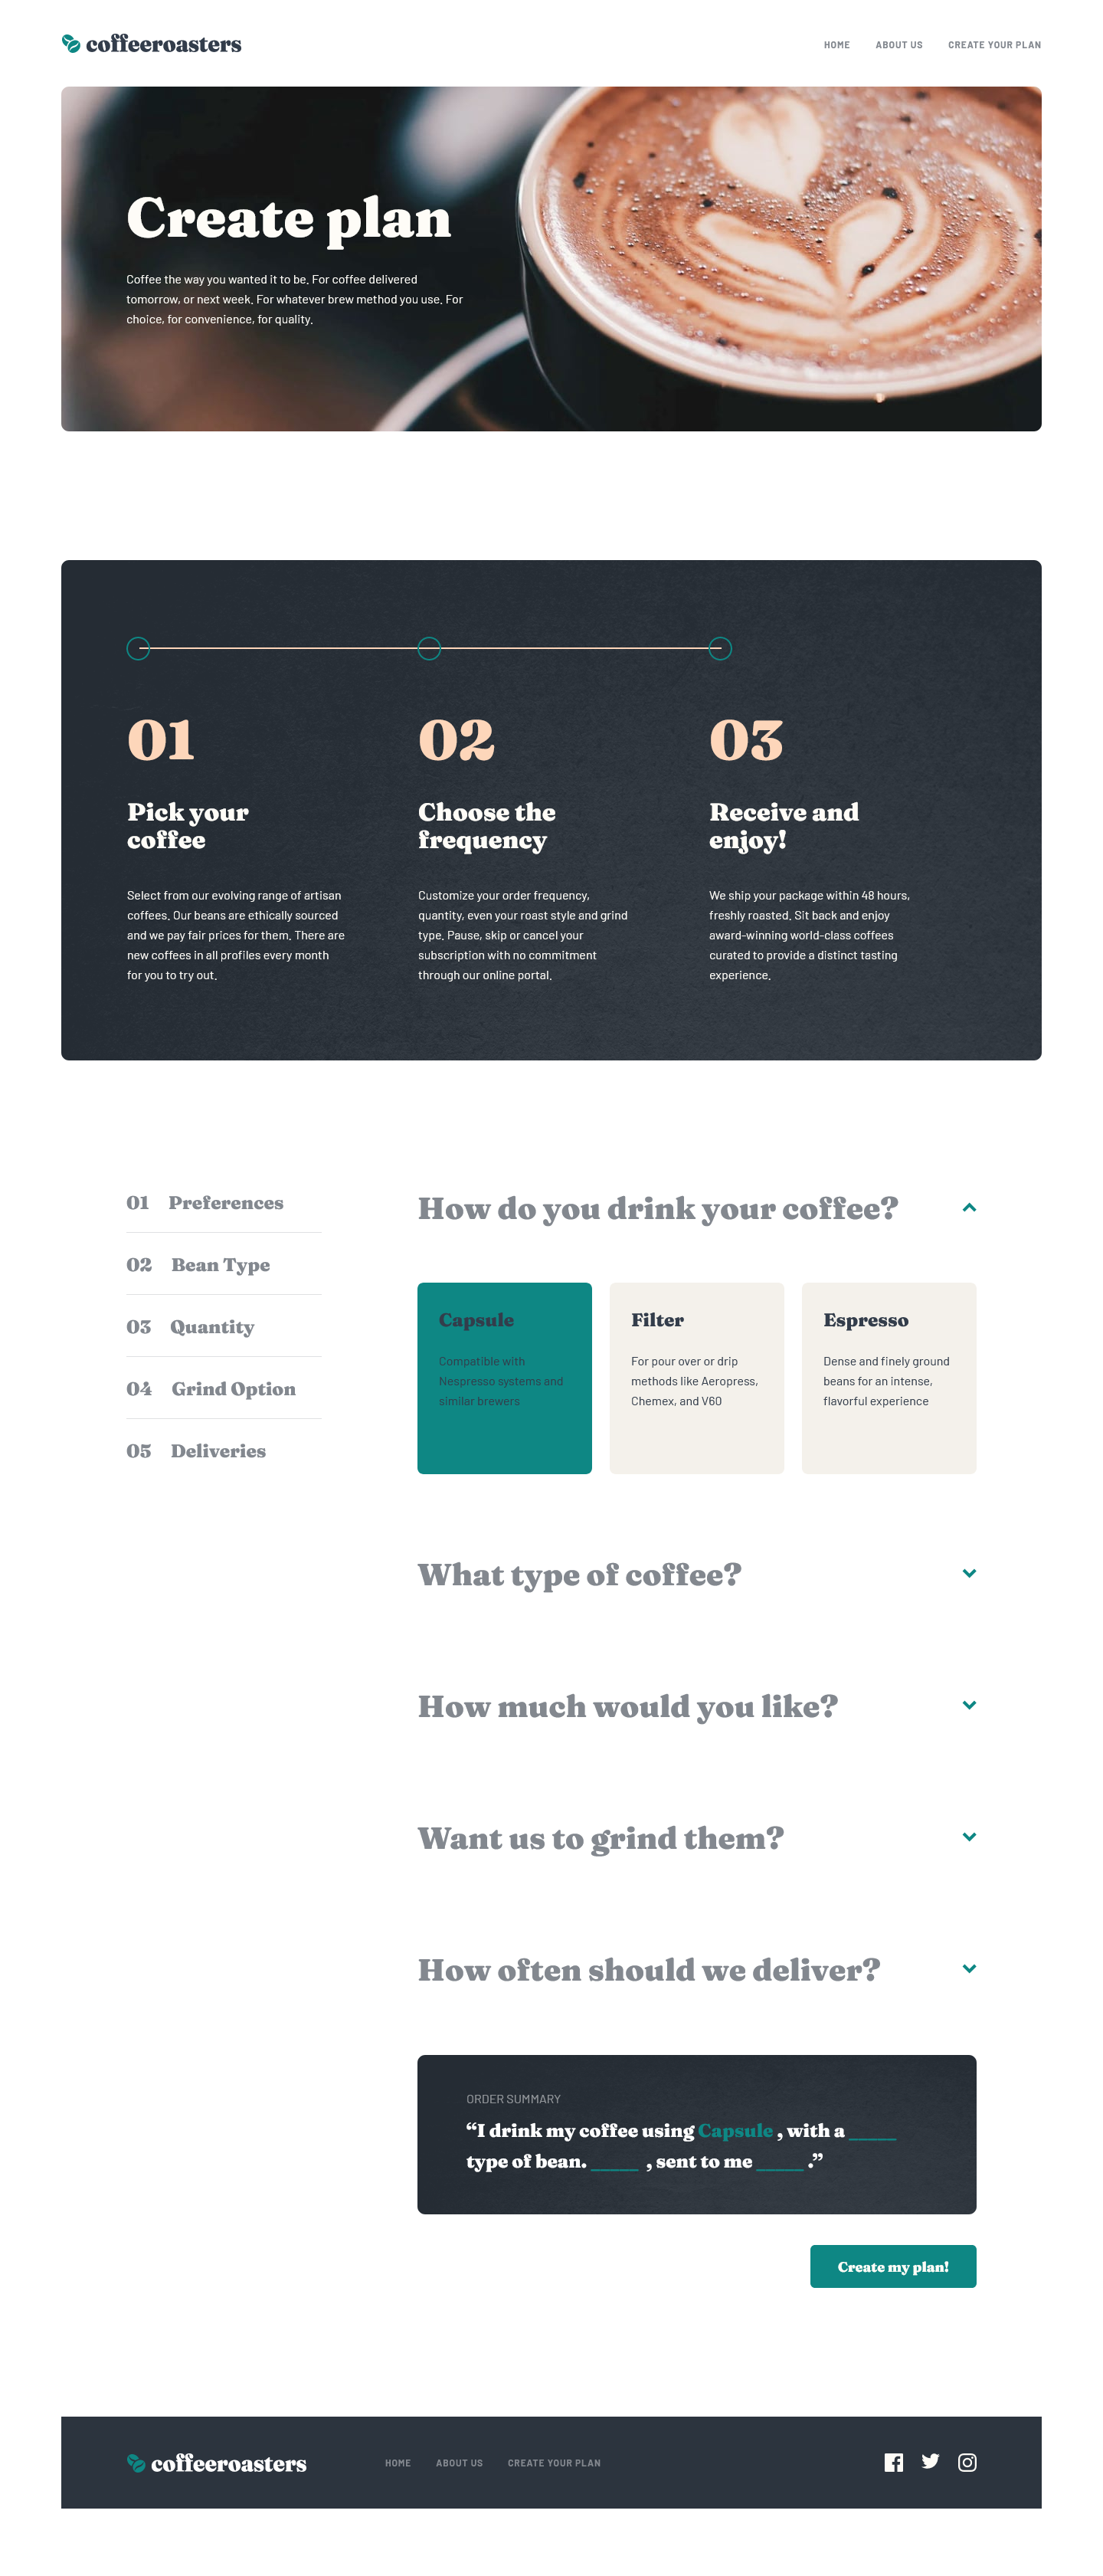 coffeeroasters
HOME ABOUT US CREATE YOUR PLAN
Create plan
Coffee the way you wanted it to be. For coffee delivered
tomorrow, or next week. For whatever brew method you use. For
choice, for convenience, for quality.
01
Pick your
coffee
Select from our evolving range of artisan
coffees. Our beans are ethically sourced
and we pay fair prices for them. There are
new coffees in all profiles every month
for you to try out.
02
Choose the
frequency
Customize your order frequency,
quantity, even your roast style and grind
type. Pause, skip or cancel your
subscription with no commitment
through our online portal.
03
Receive and
enjoy!
We ship your package within 48 hours,
freshly roasted. Sit back and enjoy
award-winning world-class coffees
curated to provide a distinct tasting
experience.
01 Preferences
02 Bean Type
03 Quantity
04 Grind Option
05 Deliveries
How do you drink your coffee?
Capsule
Compatible with
Nespresso systems and
similar brewers
Filter
For pour over or drip
methods like Aeropress,
Chemex, and V60
Espresso
Dense and finely ground
beans for an intense,
flavorful experience
What type of coffee?
How much would you like?
Want us to grind them?
How often should we deliver?
ORDER SUMMARY
“I drink my coffee using Capsule , with a _____
type of bean. _____ , sent to me _____ .”
Create my plan!
coffeeroasters
HOME ABOUT US CREATE YOUR PLAN